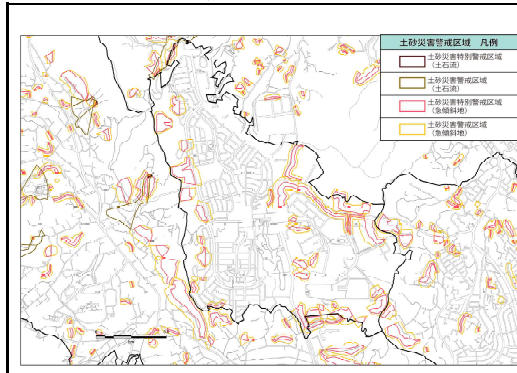 土砂災害警戒区域 凡例
土砂災害特別警戒区域
（土石流）
土砂災害警戒区域
（土石流）
土砂災害特別警戒区域
（急傾斜地）
土砂災害警戒区域
（急傾斜地）